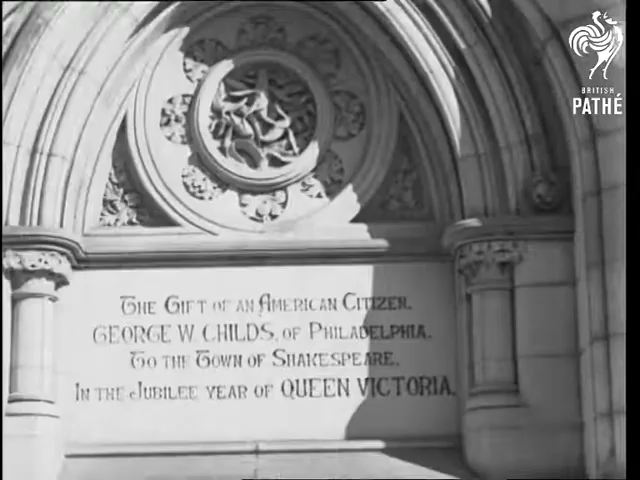 BRITISH
PATHÉ
THE GIFT OF AN AMERICAN CITIZEN.
GEORGE W. CHILDS, OF PHILADELPHIA.
TO THE TOWN OF SHAKESPEARE.
IN THE JUBILEE YEAR OF QUEEN VICTORIA.